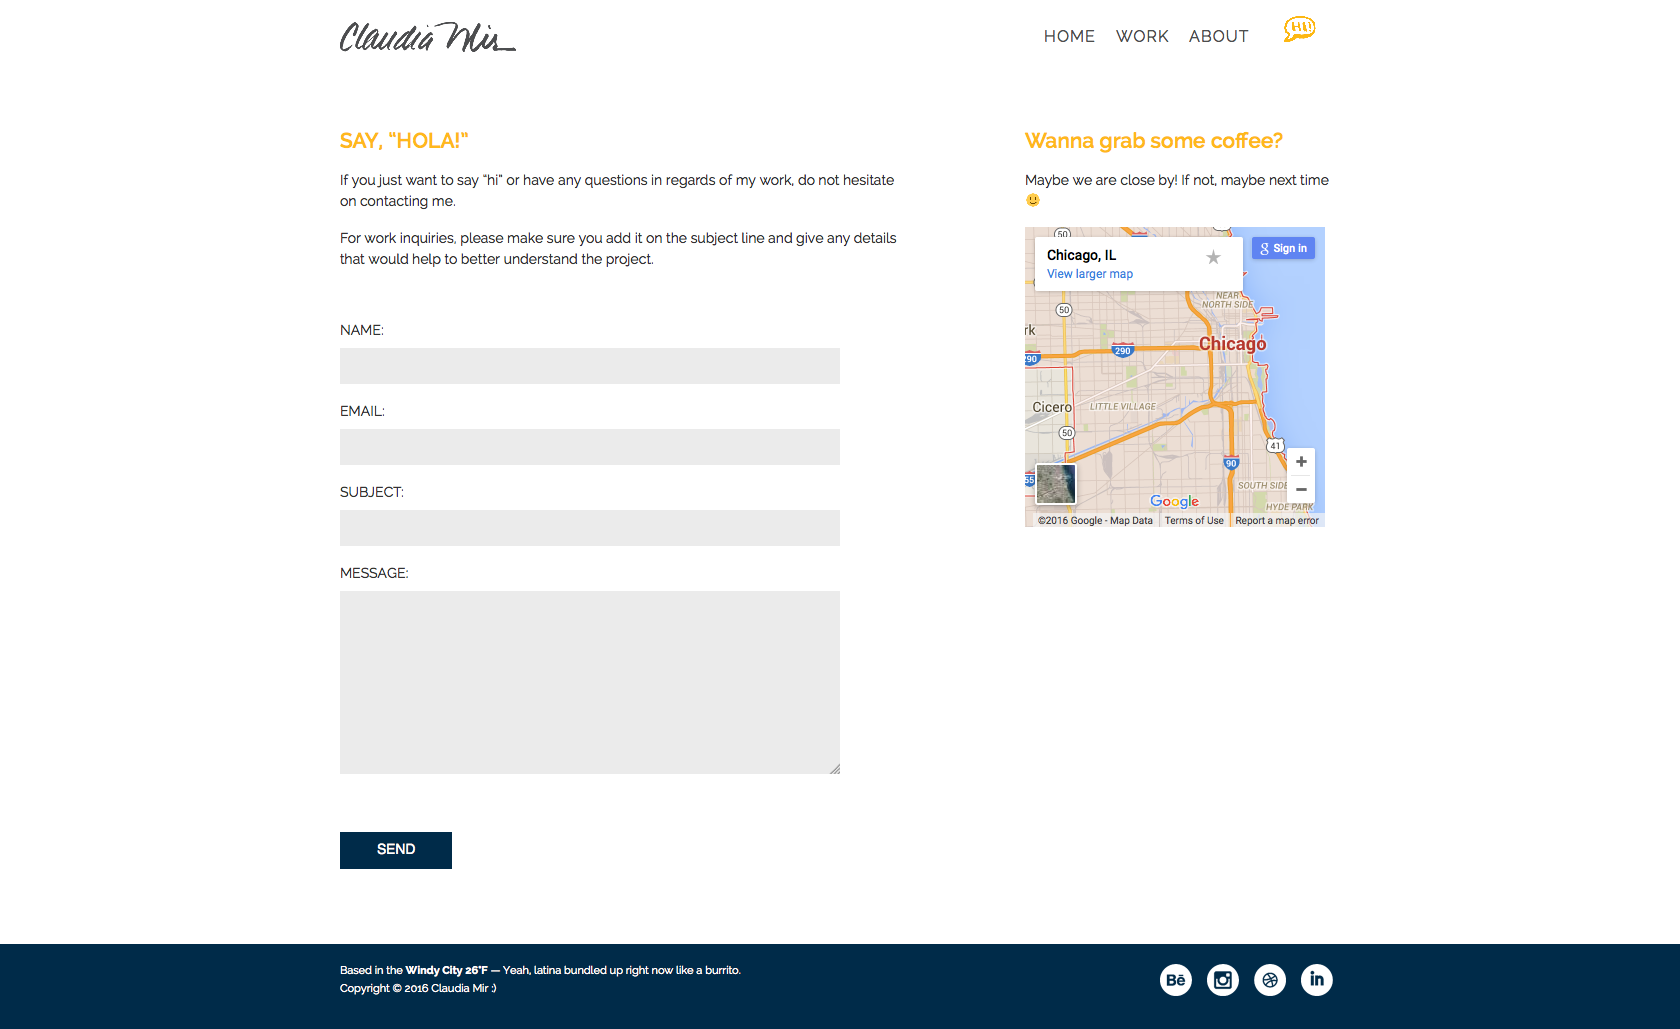 Claudia Mir
HOME WORK ABOUT HI!
SAY, “HOLA!”
If you just want to say “hi” or have any questions in regards of my work, do not hesitate
on contacting me.
For work inquiries, please make sure you add it on the subject line and give any details
that would help to better understand the project.
NAME:
EMAIL:
SUBJECT:
MESSAGE:
SEND
Wanna grab some coffee?
Maybe we are close by! If not, maybe next time
50
Chicago, IL
View larger map
g Sign in
NEAR
NORTH SIDE
50
rk
Chicago
290
290
Cicero
LITTLE VILLAGE
50
41
90
55
SOUTH SIDE
Google
HYDE PARK
©2016 Google - Map Data Terms of Use Report a map error
Based in the Windy City 26°F — Yeah, latina bundled up right now like a burrito.
Copyright © 2016 Claudia Mir :)
Bē
in